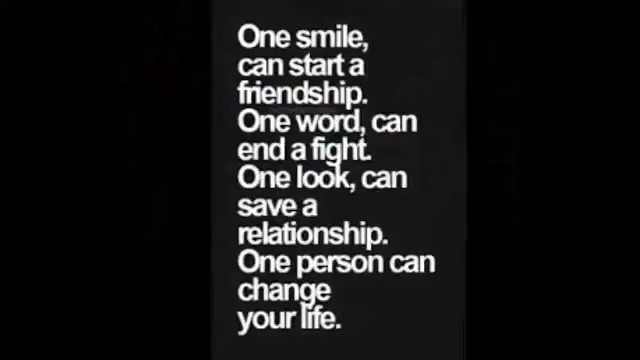 One smile,
can start a
friendship.
One word, can
end a fight.
One look, can
save a
relationship.
One person can
change
your life.